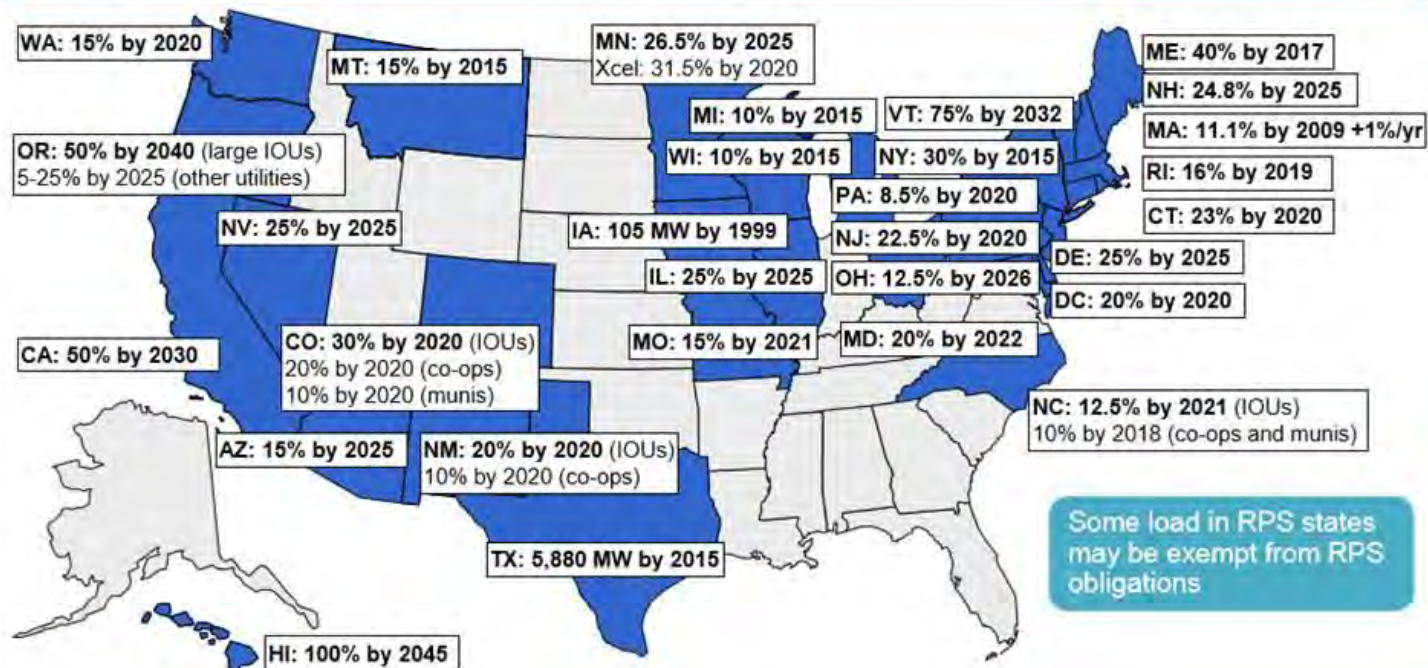 WA: 15% by 2020
MT: 15% by 2015
MN: 26.5% by 2025
Xcel: 31.5% by 2020
ME: 40% by 2017
NH: 24.8% by 2025
MI: 10% by 2015
VT: 75% by 2032
MA: 11.1% by 2009 +1%/yr
OR: 50% by 2040 (large IOUs)
5-25% by 2025 (other utilities)
WI: 10% by 2015
NY: 30% by 2015
RI: 16% by 2019
PA: 8.5% by 2020
CT: 23% by 2020
NV: 25% by 2025
IA: 105 MW by 1999
NJ: 22.5% by 2020
DE: 25% by 2025
IL: 25% by 2025
OH: 12.5% by 2026
DC: 20% by 2020
CA: 50% by 2030
CO: 30% by 2020 (IOUs)
20% by 2020 (co-ops)
10% by 2020 (munis)
MO: 15% by 2021
MD: 20% by 2022
NC: 12.5% by 2021 (IOUs)
10% by 2018 (co-ops and munis)
AZ: 15% by 2025
NM: 20% by 2020 (IOUs)
10% by 2020 (co-ops)
Some load in RPS states
may be exempt from RPS
obligations
TX: 5,880 MW by 2015
HI: 100% by 2045